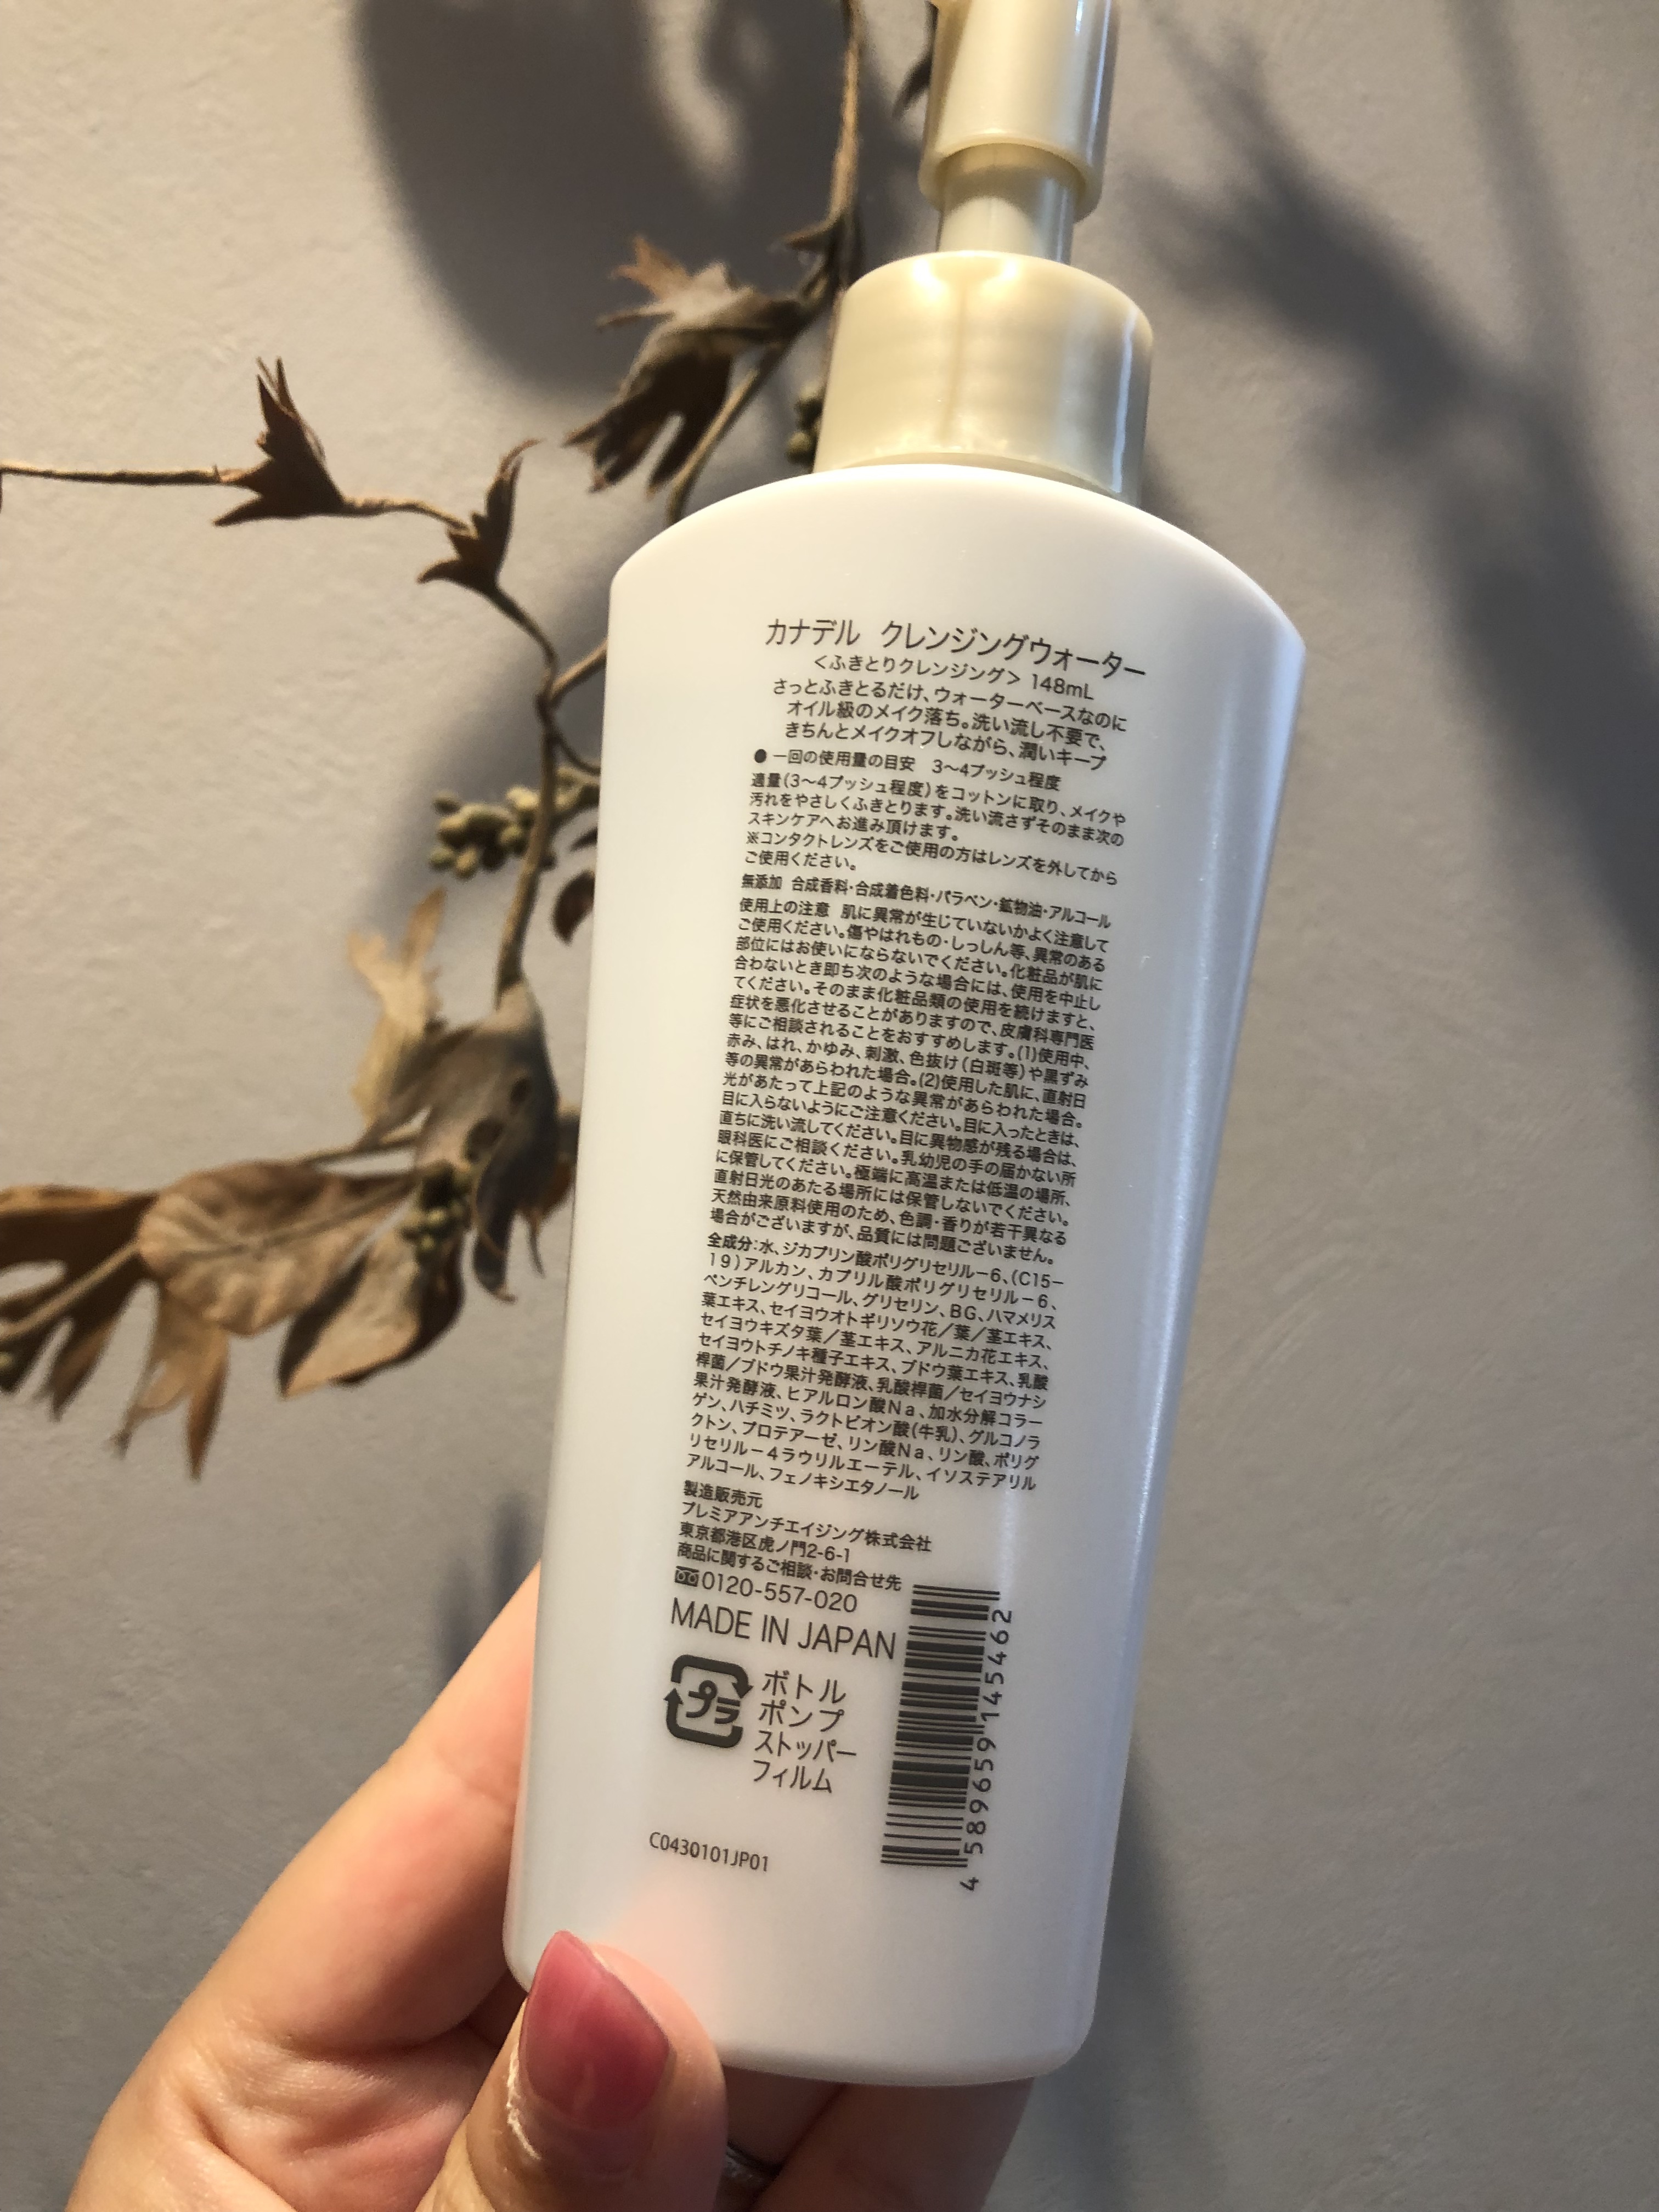 カナデル クレンジングウォーター
＜ふきとりクレンジング＞ 148mL
さっとふきとるだけ、ウォーターベースなのに
オイル級のメイク落ち。洗い流し不要で、
きちんとメイクオフしながら、潤いキープ
● 一回の使用量の目安 3〜4プッシュ程度
適量(3〜4プッシュ程度)をコットンに取り、メイクや
汚れをやさしくふきとります。洗い流さずそのまま次の
スキンケアへお進み頂けます。
※コンタクトレンズをご使用の方はレンズを外してから
ご使用ください。
無添加 合成香料・合成着色料・パラベン・鉱物油・アルコール
使用上の注意 肌に異常が生じていないかよく注意して
ご使用ください。傷やはれもの・しっしん等、異常のある
部位にはお使いにならないでください。化粧品が肌に
合わないとき即ち次のような場合には、使用を中止し
てください。そのまま化粧品類の使用を続けますと、
症状を悪化させることがありますので、皮膚科専門医
等にご相談されることをおすすめします。(1)使用中、
赤み、はれ、かゆみ、刺激、色抜け(白斑等)や黒ずみ
等の異常があらわれた場合。(2)使用した肌に、直射日
光があたって上記のような異常があらわれた場合。
目に入らないようにご注意ください。目に入ったときは、
直ちに洗い流してください。目に異物感が残る場合は、
眼科医にご相談ください。乳幼児の手の届かない所
に保管してください。極端に高温または低温の場所、
直射日光のあたる場所には保管しないでください。
天然由来原料使用のため、色調・香りが若干異なる
場合がございますが、品質には問題ございません。
全成分：水、ジカプリン酸ポリグリセリル－6、(C15－
19)アルカン、カプリル酸ポリグリセリル－6、
ペンチレングリコール、グリセリン、BG、ハマメリス
葉エキス、セイヨウオトギリソウ花／葉／茎エキス、
セイヨウキズタ葉／茎エキス、アルニカ花エキス、
セイヨウトチノキ種子エキス、ブドウ葉エキス、乳酸
桿菌／ブドウ果汁発酵液、乳酸桿菌／セイヨウナシ
果汁発酵液、ヒアルロン酸Na、加水分解コラー
ゲン、ハチミツ、ラクトビオン酸(牛乳)、グルコノラ
クトン、プロテアーゼ、リン酸Na、リン酸、ポリグ
リセリル－4ラウリルエーテル、イソステアリル
アルコール、フェノキシエタノール
製造販売元
プレミアアンチエイジング株式会社
東京都港区虎ノ門2-6-1
商品に関するご相談・お問合せ先
0120-557-020
MADE IN JAPAN
プラ
ボトル
ポンプ
ストッパー
フィルム
4 589659 145462
C0430101JP01